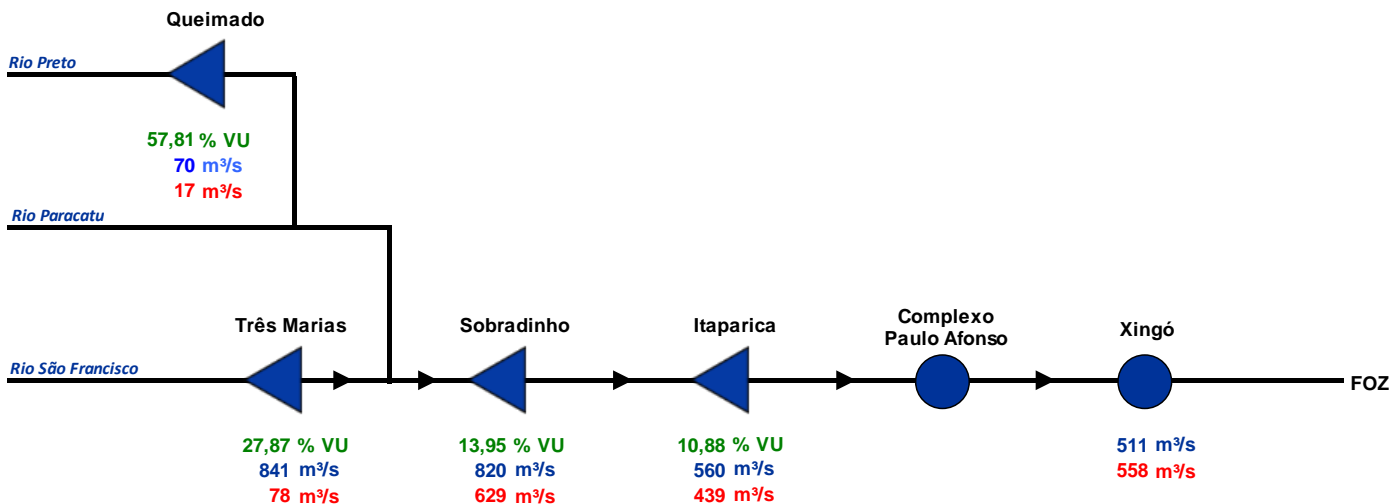 Queimado
Rio Preto
57,81 % VU
70 m³/s
17 m³/s
Rio Paracatu
Três Marias
Sobradinho
Itaparica
Complexo
Paulo Afonso
Xingó
Rio São Francisco
FOZ
27,87 % VU
841 m³/s
78 m³/s
13,95 % VU
820 m³/s
629 m³/s
10,88 % VU
560 m³/s
439 m³/s
511 m³/s
558 m³/s